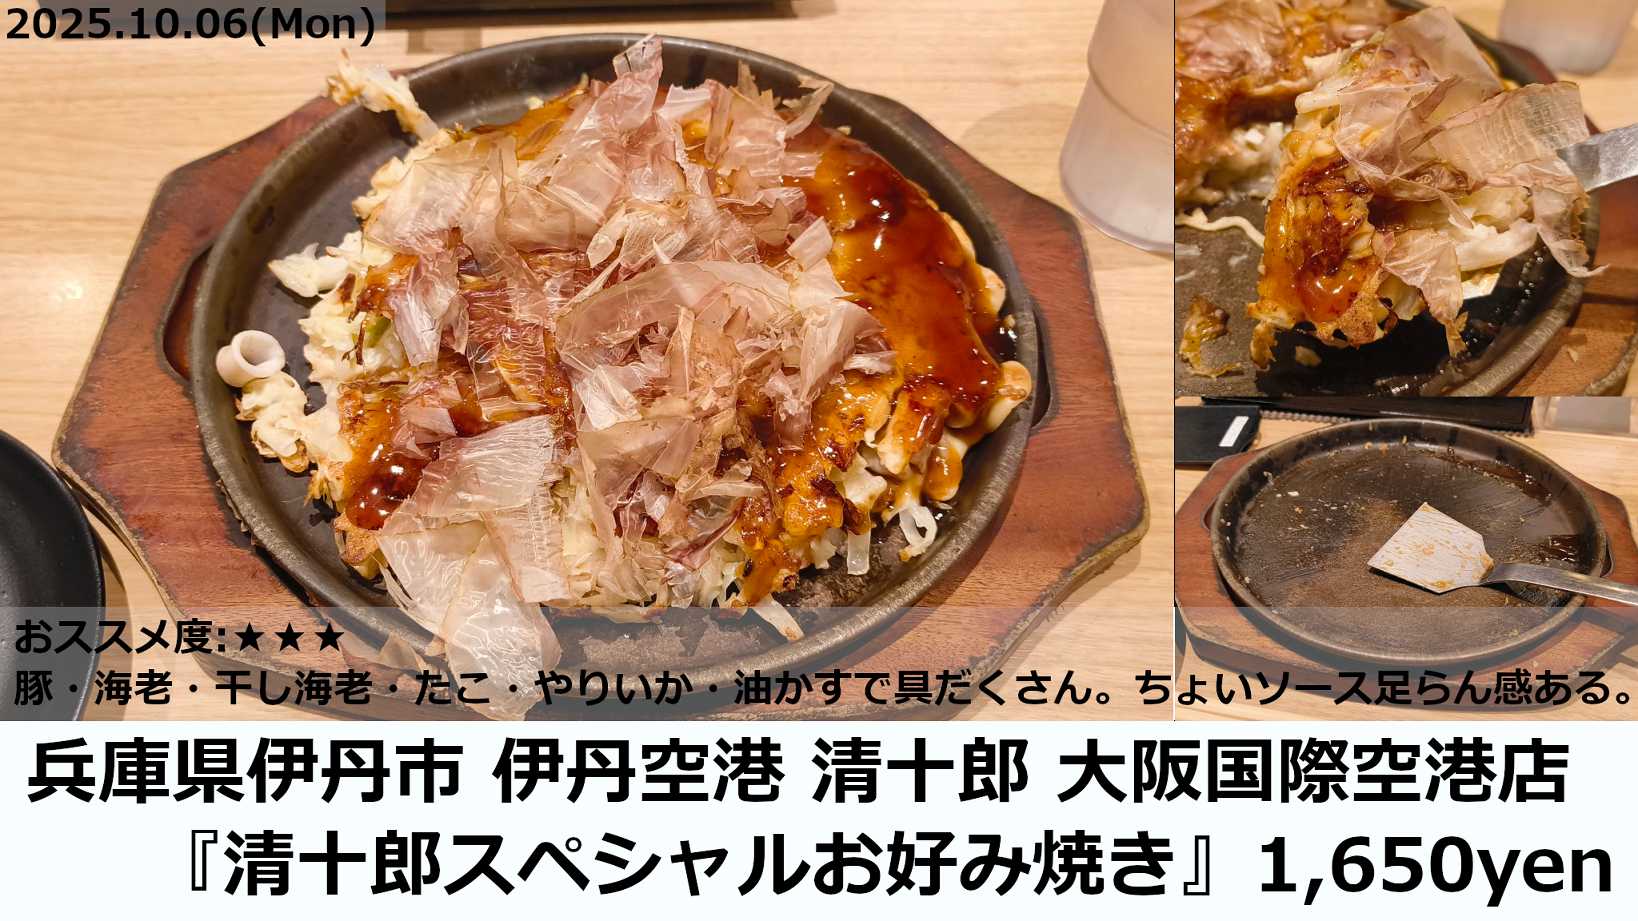 2025.10.06(Mon)
おススメ度:★★★
豚・海老・干し海老・たこ・やりいか・油かすで具だくさん。ちょいソース足らん感ある。
兵庫県伊丹市 伊丹空港 清十郎 大阪国際空港店
『清十郎スペシャルお好み焼き』1,650yen